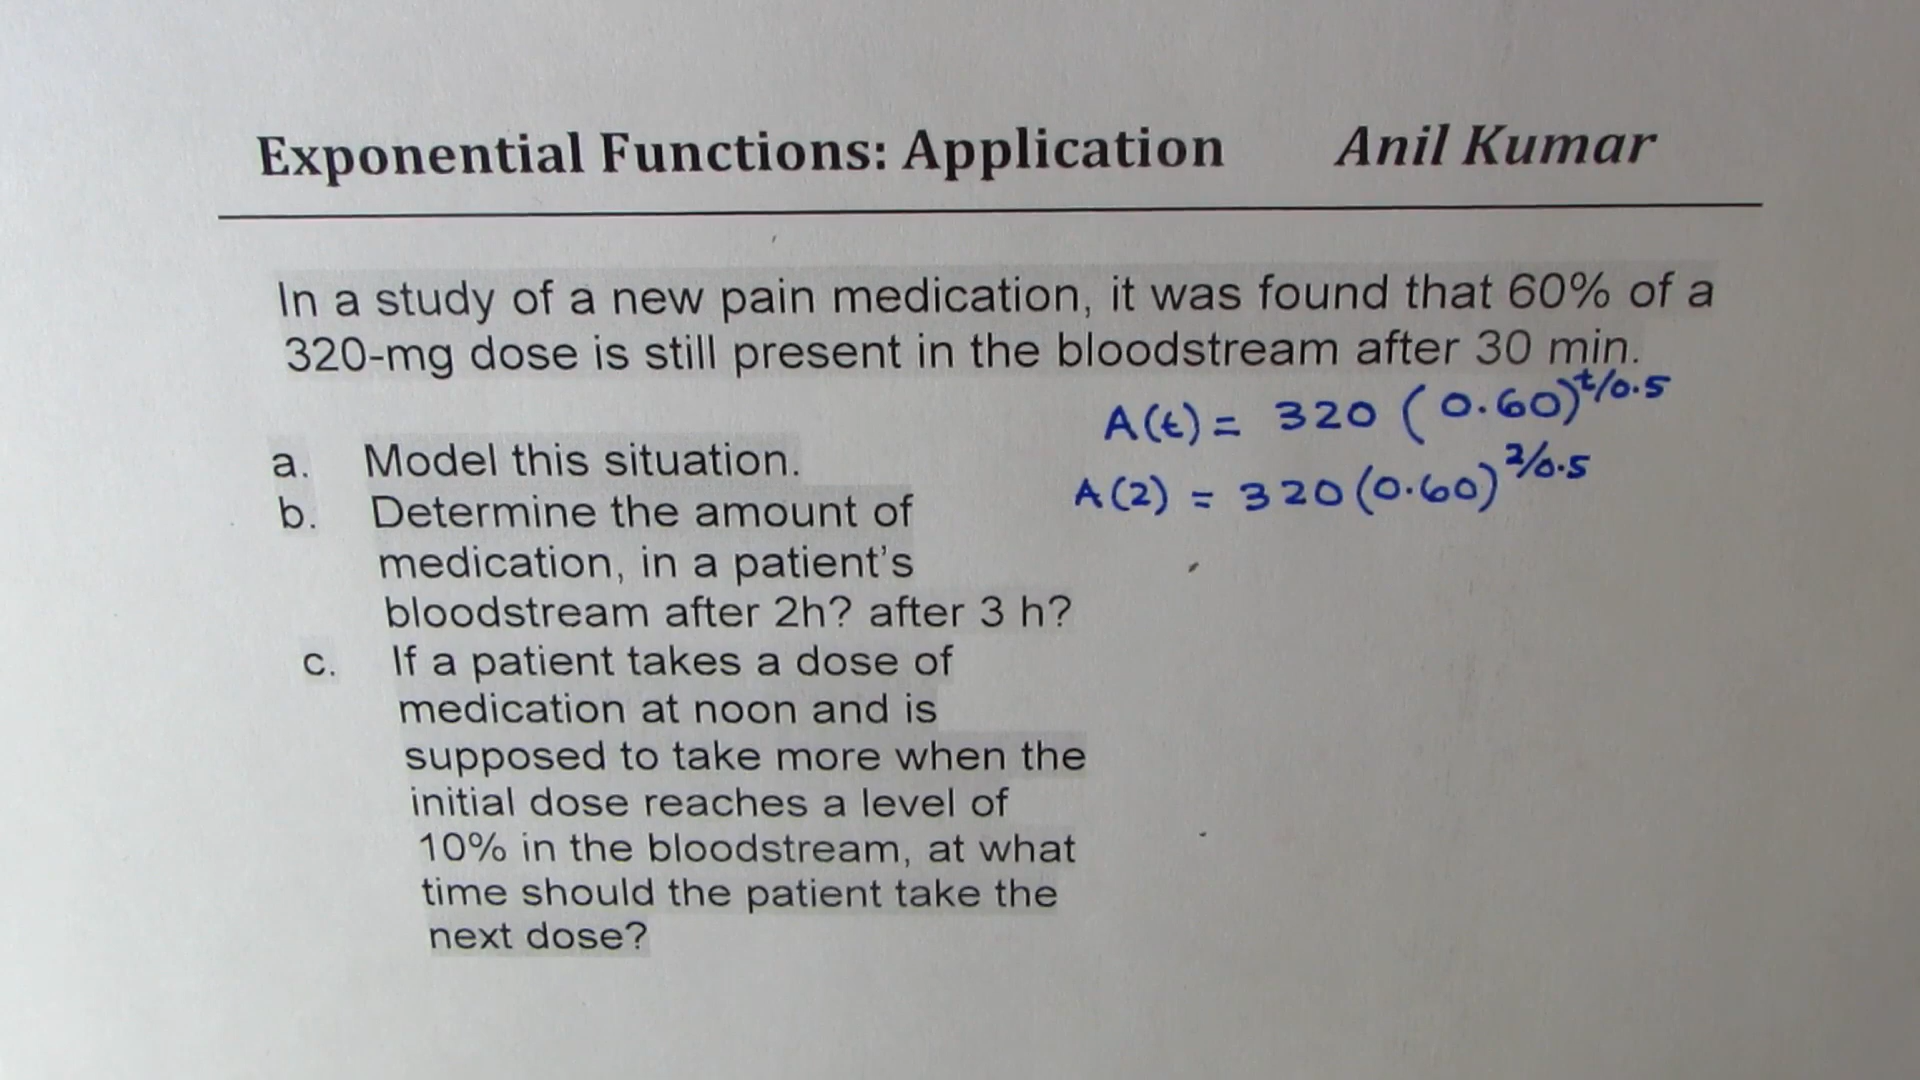 Exponential Functions: Application Anil Kumar
In a study of a new pain medication, it was found that 60% of a
320-mg dose is still present in the bloodstream after 30 min.
A(t) = 320 (0.60)^t/0.5
a. Model this situation.
A(2) = 320(0.60)^2/0.5
b. Determine the amount of
medication, in a patient's
bloodstream after 2h? after 3 h?
c. If a patient takes a dose of
medication at noon and is
supposed to take more when the
initial dose reaches a level of
10% in the bloodstream, at what
time should the patient take the
next dose?